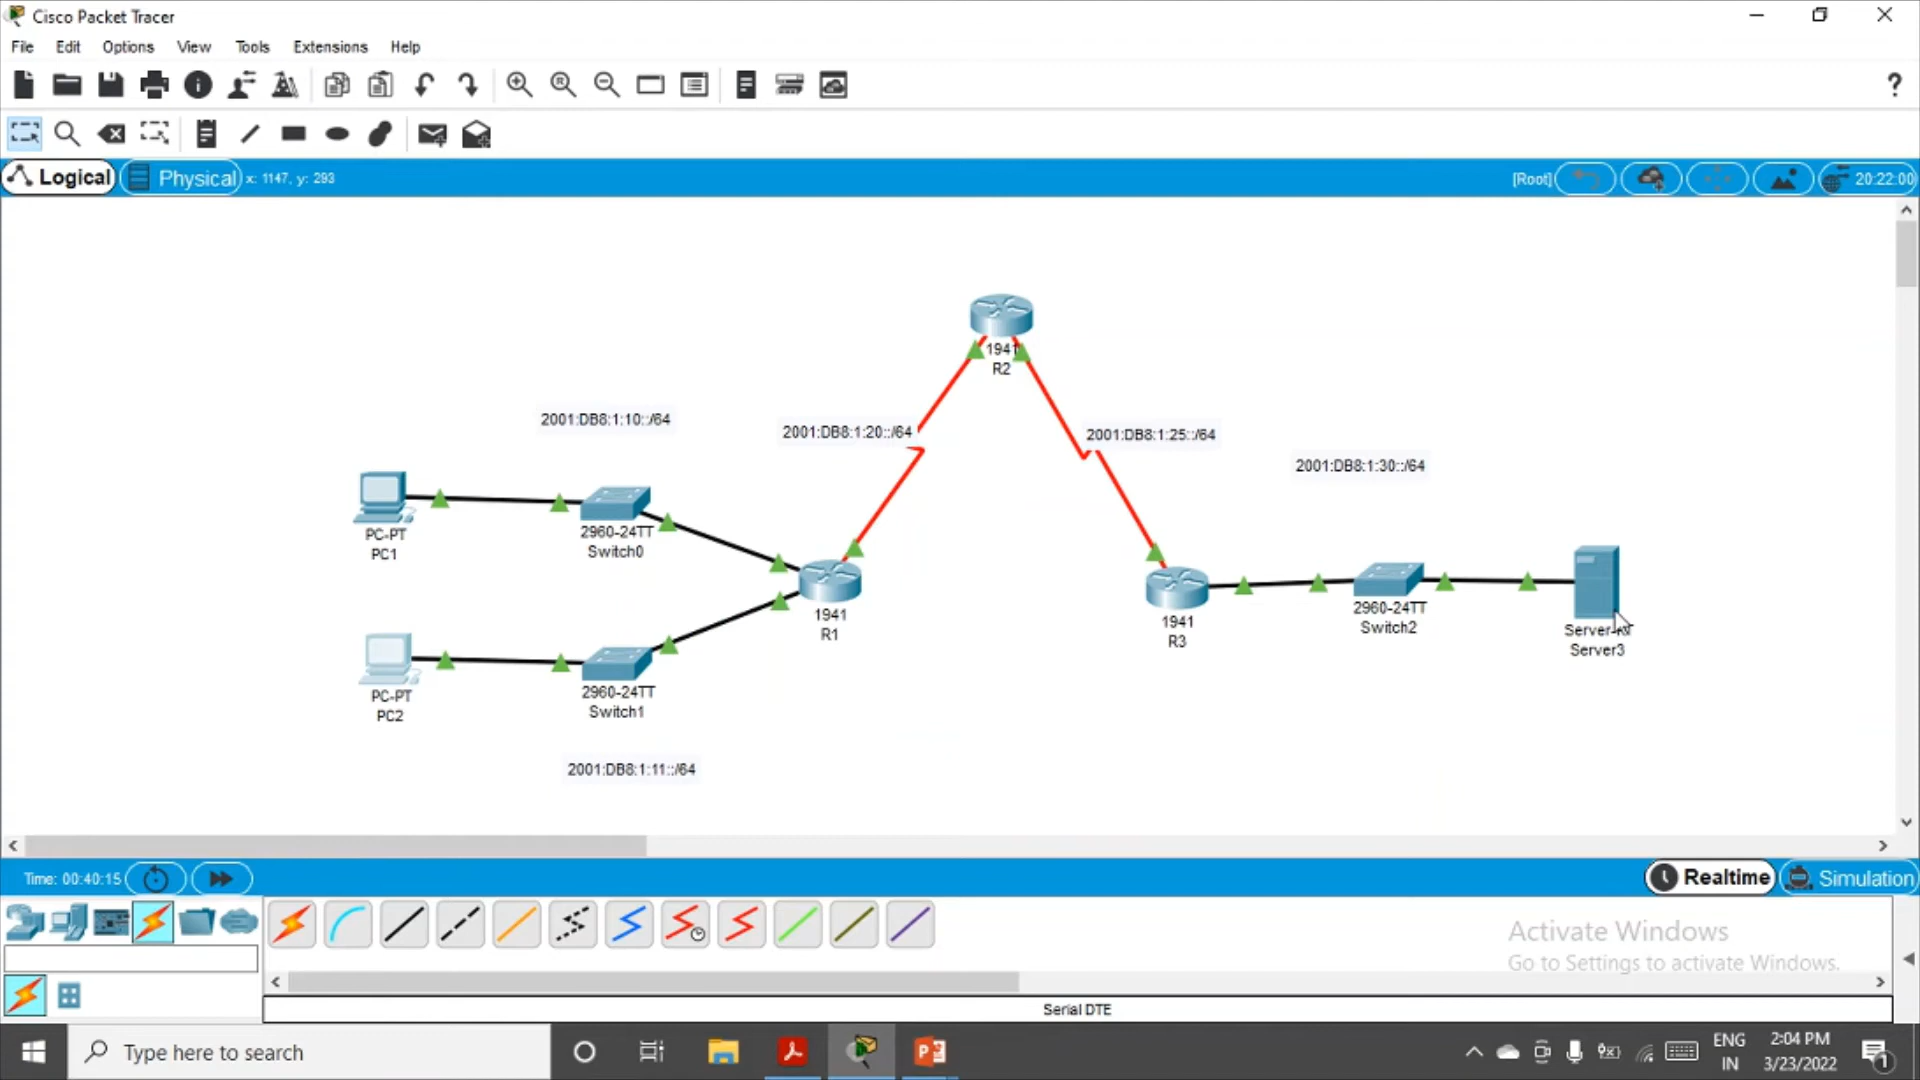 Cisco Packet Tracer
File Edit Options View Tools Extensions Help
?
Logical Physical x: 1147, y: 293 [Root] 20:22:00
1941
R2
2001:DB8:1:10::/64
2001:DB8:1:20::/64
2001:DB8:1:25::/64
2001:DB8:1:30::/64
PC-PT
PC1
2960-24TT
Switch0
1941
R1
1941
R3
2960-24TT
Switch2
Server3
PC-PT
PC2
2960-24TT
Switch1
2001:DB8:1:11::/64
Time: 00:40:15
Realtime Simulation
Activate Windows
Go to Settings to activate Windows.
Serial DTE
Type here to search
ENG
IN
2:04 PM
3/23/2022
1